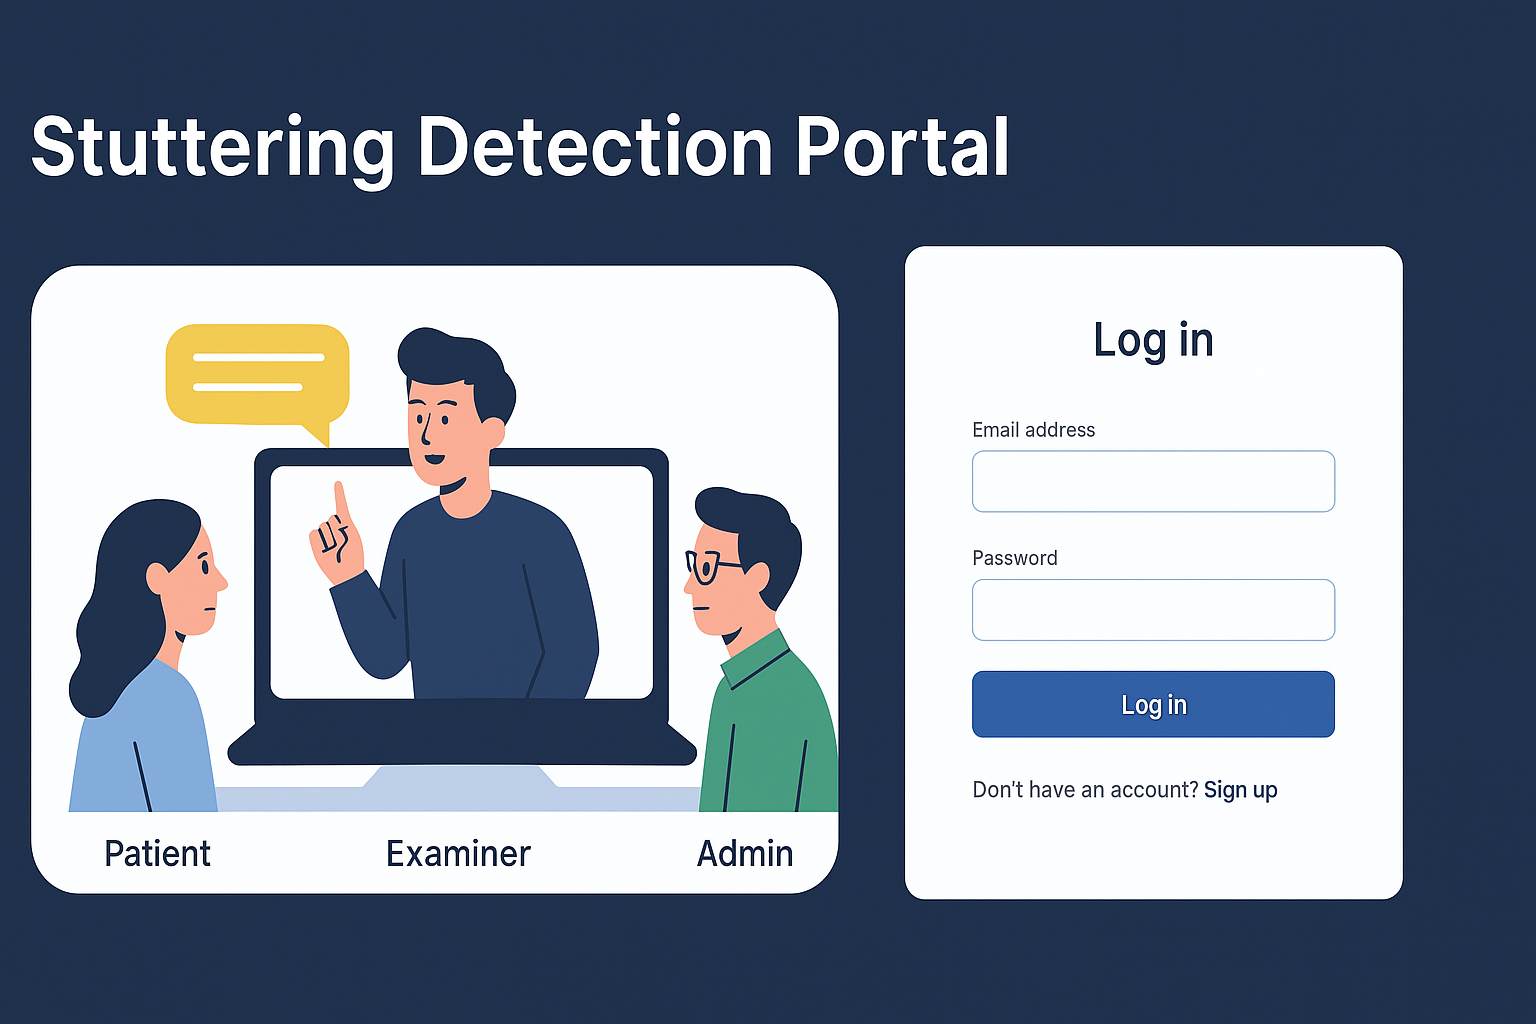 Stuttering Detection Portal
Patient
Examiner
Admin
Log in
Email address
Password
Log in
Don't have an account? Sign up